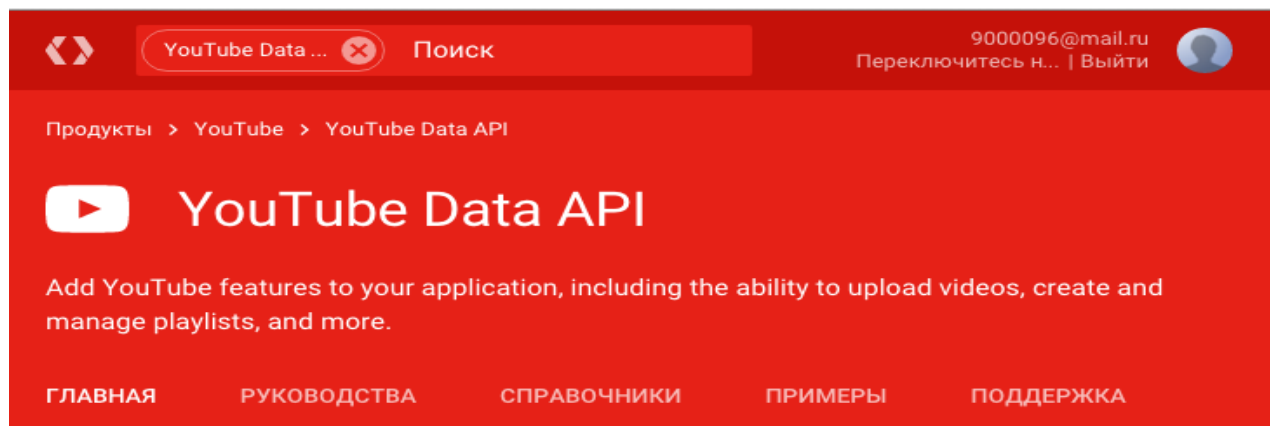 YouTube Data ... Поиск
9000096@mail.ru
Переключитесь н... | Выйти
Продукты > YouTube > YouTube Data API
YouTube Data API
Add YouTube features to your application, including the ability to upload videos, create and
manage playlists, and more.
ГЛАВНАЯ РУКОВОДСТВА СПРАВОЧНИКИ ПРИМЕРЫ ПОДДЕРЖКА